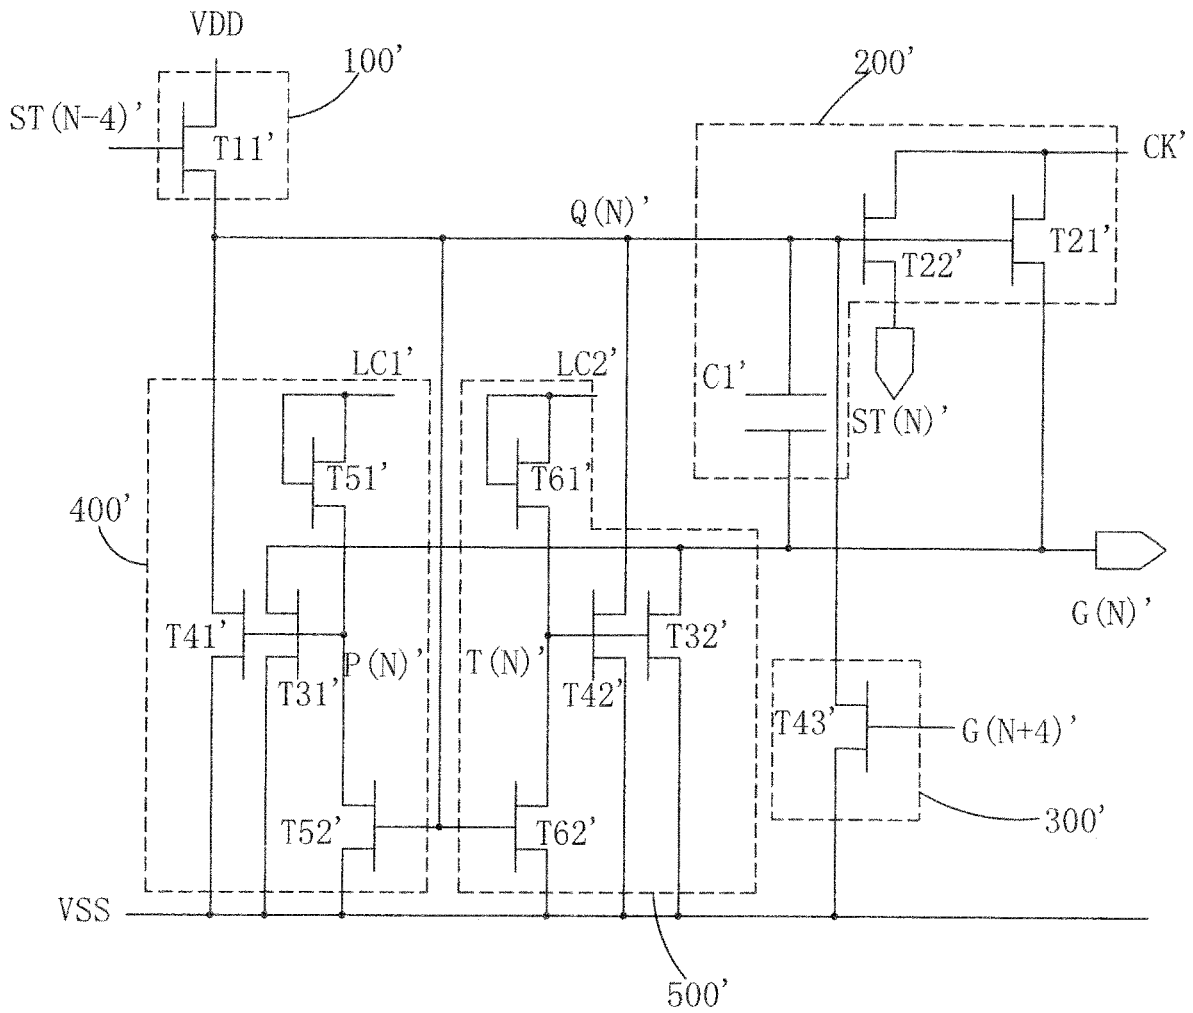 VDD
100'
200'
ST(N-4)'
T11'
CK'
Q(N)'
T22'
T21'
LC1'
LC2'
C1'
ST(N)'
T51'
T61'
400'
G(N)'
T41'
T31'
P(N)'
T(N)'
T42'
T32'
T43'
G(N+4)'
T52'
T62'
300'
VSS
500'